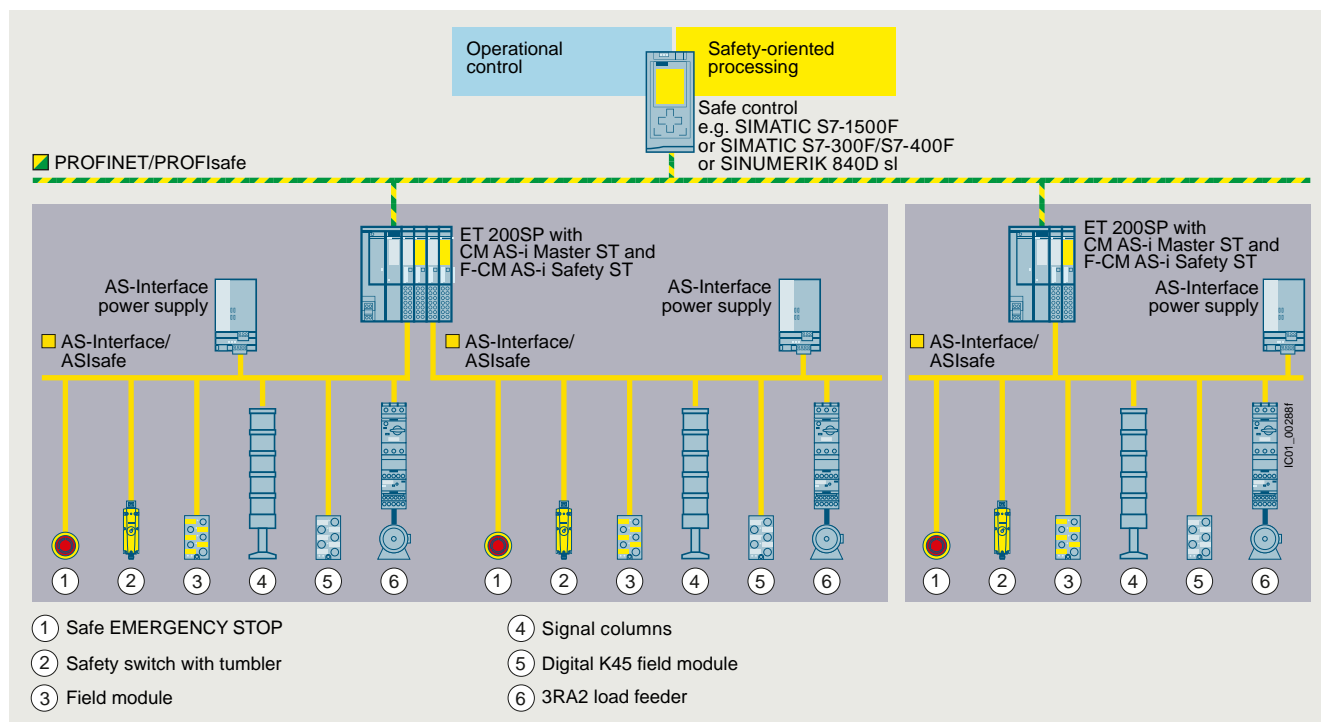 Operational
control
Safety-oriented
processing
Safe control
e.g. SIMATIC S7-1500F
or SIMATIC S7-300F/S7-400F
or SINUMERIK 840D sl
PROFINET/PROFIsafe
ET 200SP with
CM AS-i Master ST and
F-CM AS-i Safety ST
AS-Interface
power supply
AS-Interface
power supply
AS-Interface/
ASIsafe
AS-Interface/
ASIsafe
1 2 3 4 5 6
1 2 3 4 5 6
ET 200SP with
CM AS-i Master ST and
F-CM AS-i Safety ST
AS-Interface
power supply
AS-Interface/
ASIsafe
IC01_00288f
1 2 3 4 5 6
1 Safe EMERGENCY STOP
2 Safety switch with tumbler
3 Field module
4 Signal columns
5 Digital K45 field module
6 3RA2 load feeder